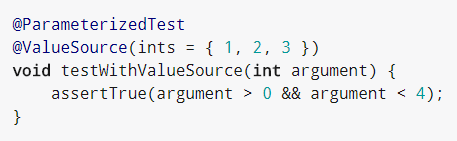 @ParameterizedTest
@ValueSource(ints = { 1, 2, 3 })
void testWithValueSource(int argument) {
    assertTrue(argument > 0 && argument < 4);
}